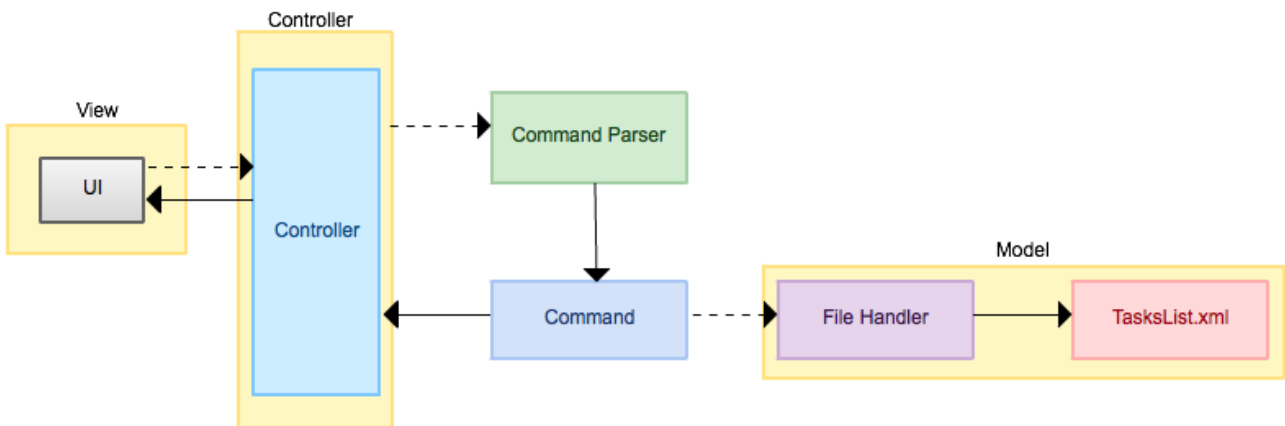 Controller
View
UI
Controller
Command Parser
Command
Model
File Handler
TasksList.xml